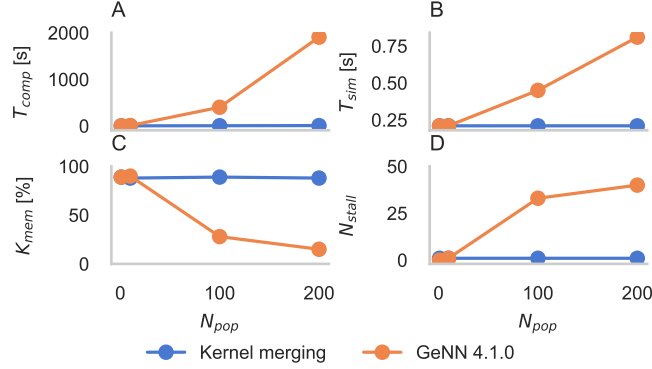 A
B
T_comp [s]
2000
1000
0
T_sim [s]
0.75
0.50
0.25
C
D
K_mem [%]
100
50
0
N_stall
50
25
0
0 100 200
0 100 200
N_pop
N_pop
Kernel merging GeNN 4.1.0